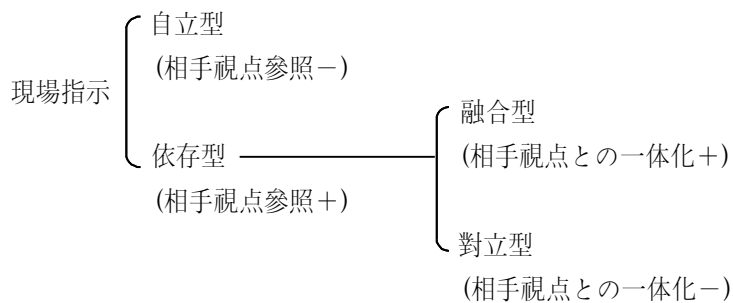 自立型
(相手視点參照－)
現場指示
融合型
依存型
(相手視点との一体化＋)
(相手視点參照＋)
對立型
(相手視点との一体化－)